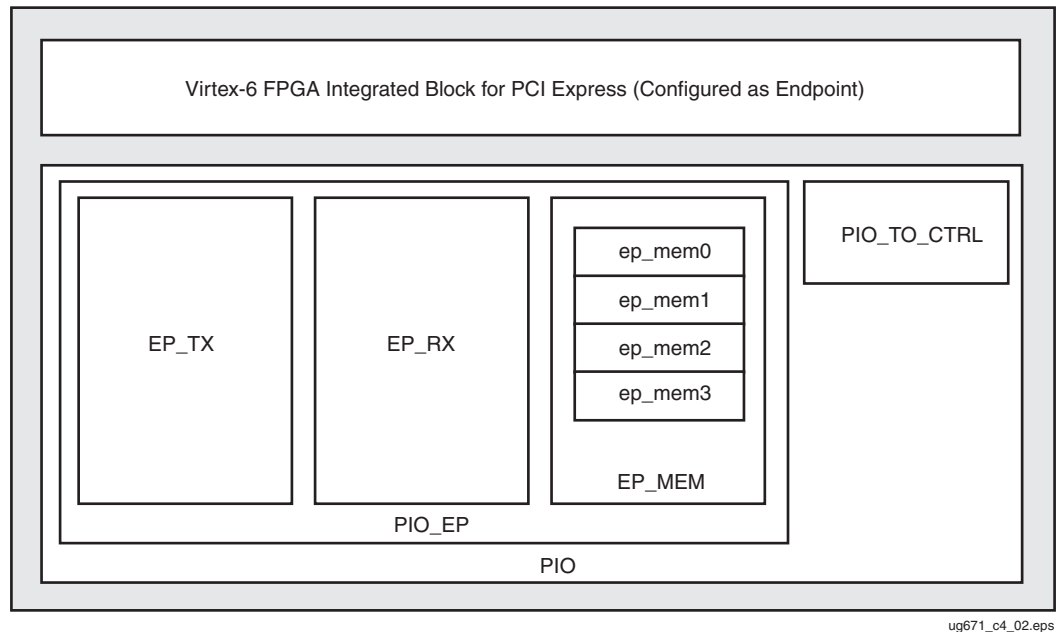 Virtex-6 FPGA Integrated Block for PCI Express (Configured as Endpoint)
PIO_TO_CTRL
ep_mem0
ep_mem1
EP_TX
EP_RX
ep_mem2
ep_mem3
EP_MEM
PIO_EP
PIO
ug671_c4_02.eps